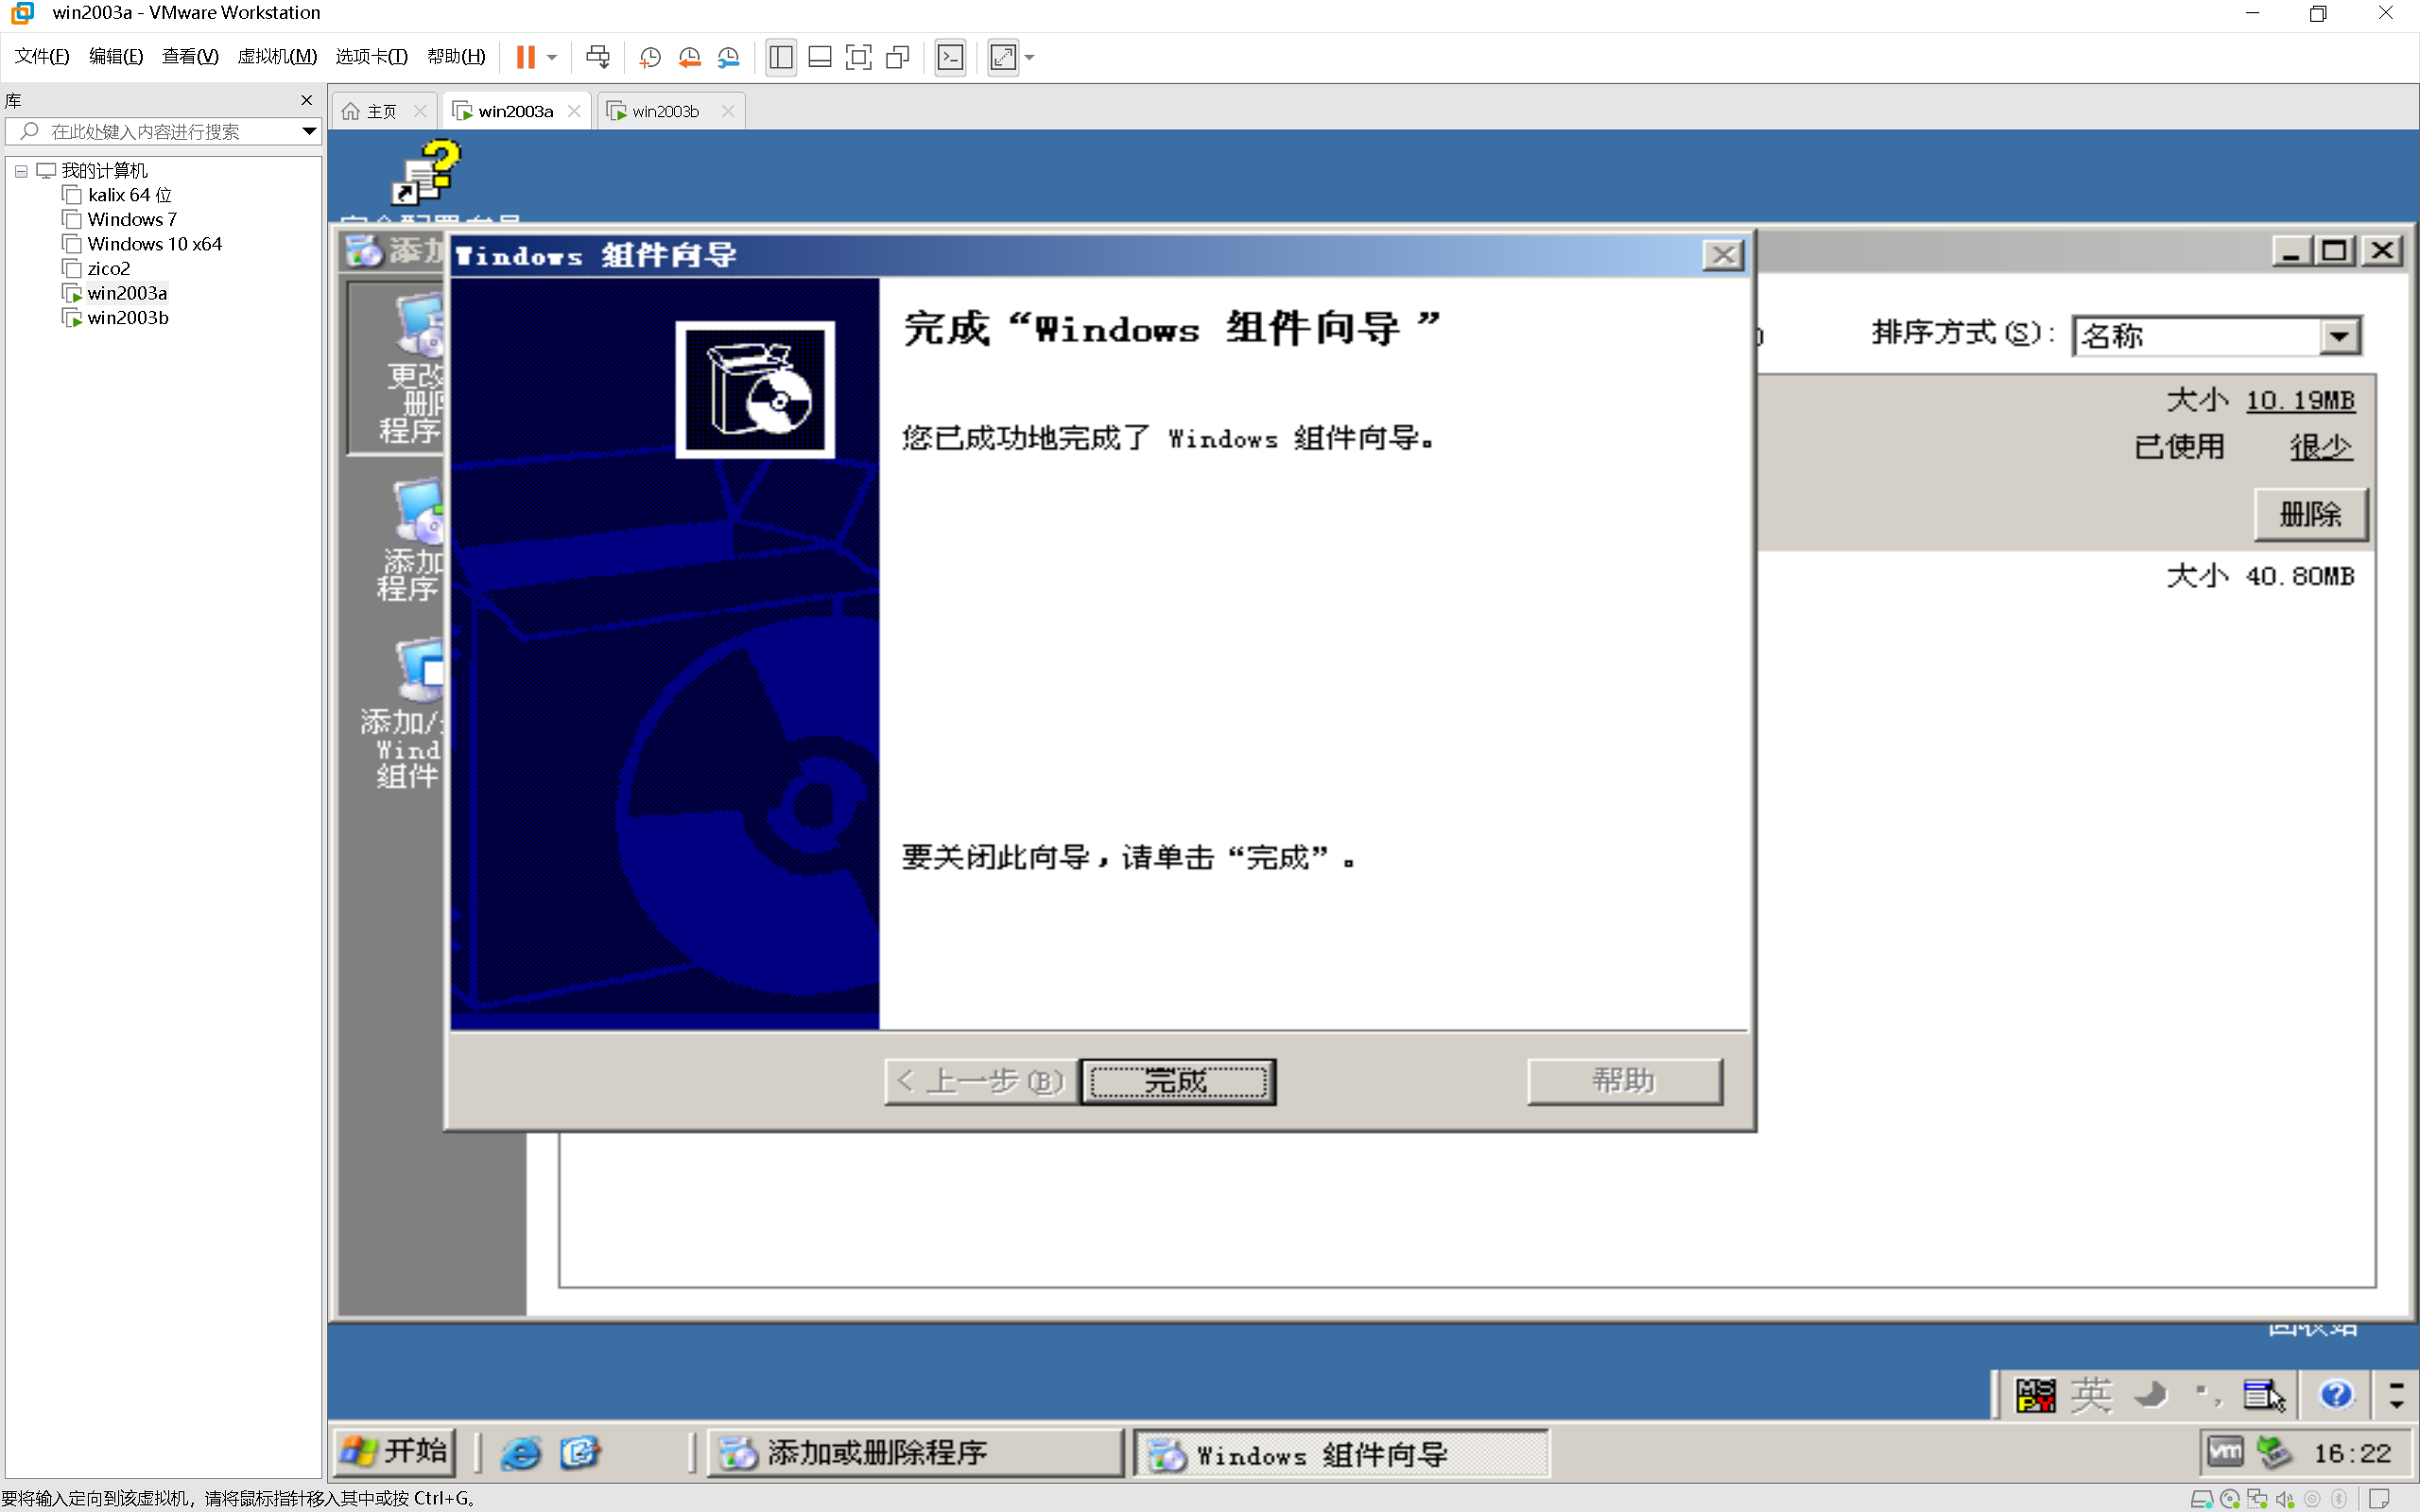 win2003a - VMware Workstation
文件(F) 编辑(E) 查看(V) 虚拟机(M) 选项卡(T) 帮助(H)
库
在此处键入内容进行搜索
我的计算机
kalix 64 位
Windows 7
Windows 10 x64
zico2
win2003a
win2003b
主页 win2003a win2003b
添加
Windows 组件向导
更改
删除
程序
添加
程序
添加/
Wind
组件
完成“Windows 组件向导 ”
您已成功地完成了 Windows 组件向导。
要关闭此向导,请单击“完成”。
< 上一步(B) 完成 帮助
排序方式(S): 名称
大小 10.19MB
已使用 很少
删除
大小 40.80MB
回收站
英
开始 添加或删除程序 Windows 组件向导 16:22
要将输入定向到该虚拟机，请将鼠标指针移入其中或按 Ctrl+G。